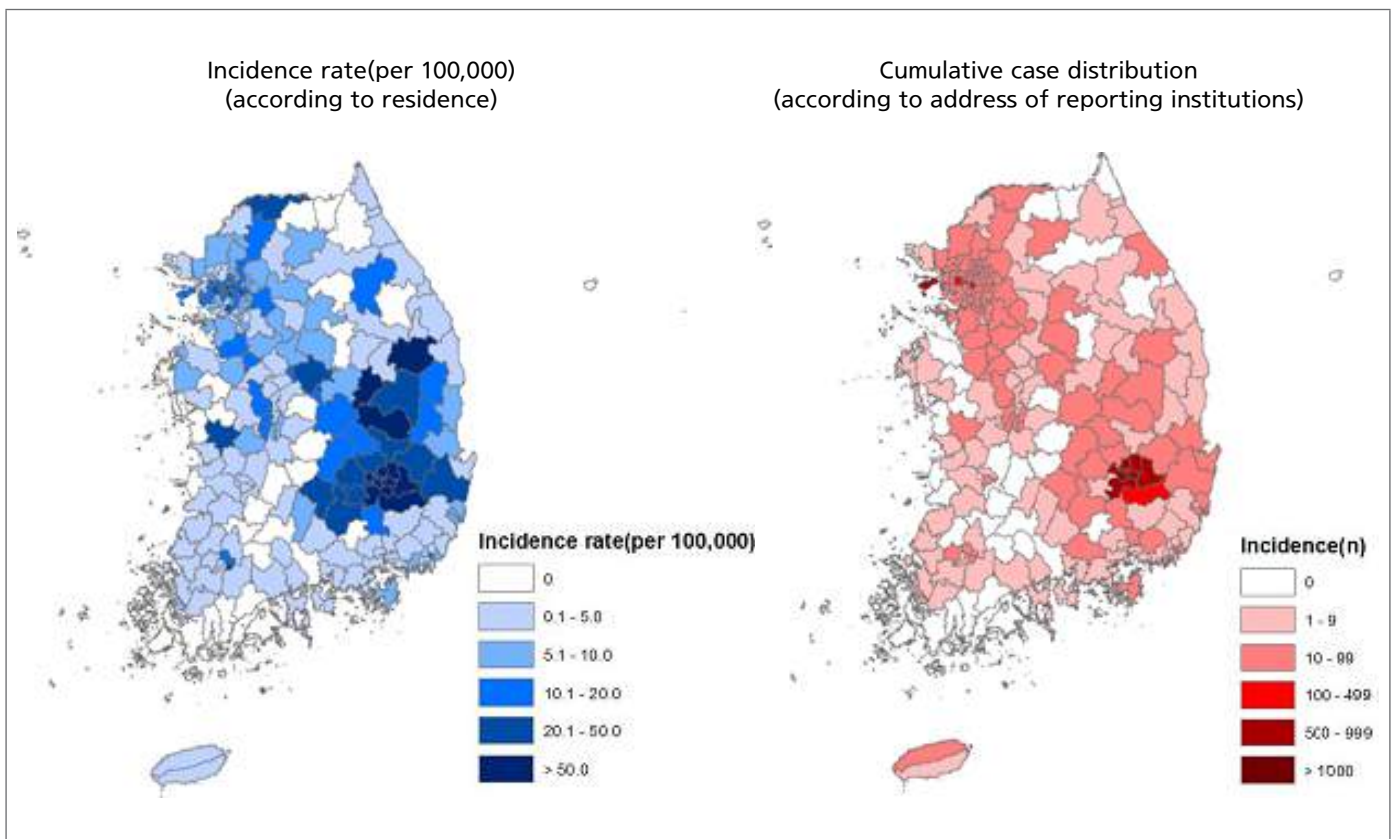 Incidence rate(per 100,000)
(according to residence)
Cumulative case distribution
(according to address of reporting institutions)
Incidence rate(per 100,000)
0
0.1 - 5.0
5.1 - 10.0
10.1 - 20.0
20.1 - 50.0
> 50.0
Incidence(n)
0
1 - 9
10 - 99
100 - 499
500 - 999
> 1000